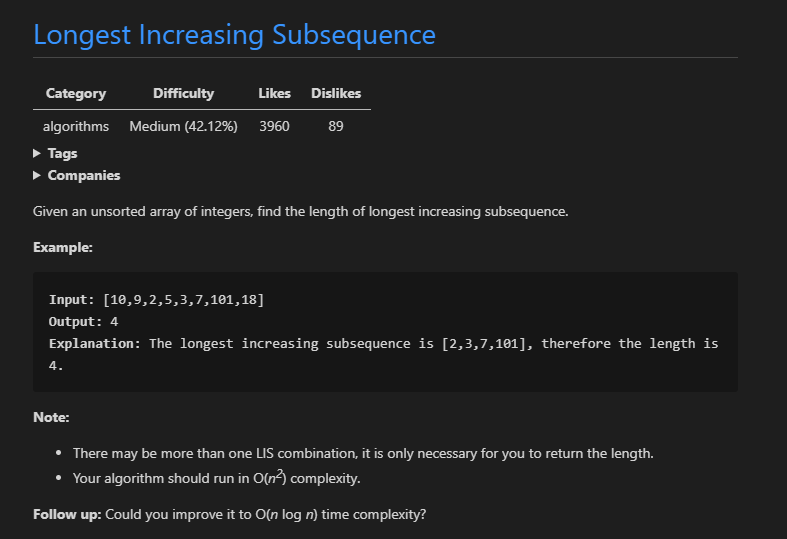 Longest Increasing Subsequence
Category Difficulty Likes Dislikes
algorithms Medium (42.12%) 3960 89
▶ Tags
▶ Companies
Given an unsorted array of integers, find the length of longest increasing subsequence.
Example:
Input: [10,9,2,5,3,7,101,18]
Output: 4
Explanation: The longest increasing subsequence is [2,3,7,101], therefore the length is
4.
Note:
• There may be more than one LIS combination, it is only necessary for you to return the length.
• Your algorithm should run in O(n²) complexity.
Follow up: Could you improve it to O(n log n) time complexity?